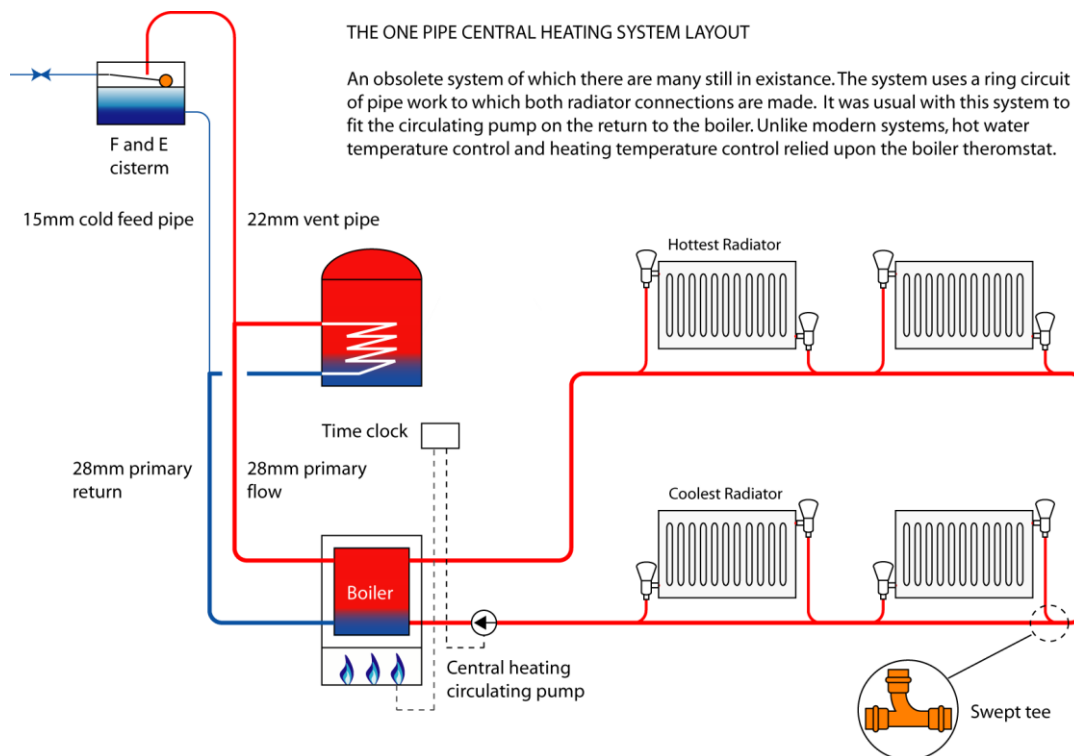 THE ONE PIPE CENTRAL HEATING SYSTEM LAYOUT
An obsolete system of which there are many still in existance. The system uses a ring circuit
of pipe work to which both radiator connections are made. It was usual with this system to
fit the circulating pump on the return to the boiler. Unlike modern systems, hot water
temperature control and heating temperature control relied upon the boiler theromstat.
F and E
cisterm
15mm cold feed pipe
22mm vent pipe
Hottest Radiator
Time clock
28mm primary
return
28mm primary
flow
Coolest Radiator
Boiler
Central heating
circulating pump
Swept tee